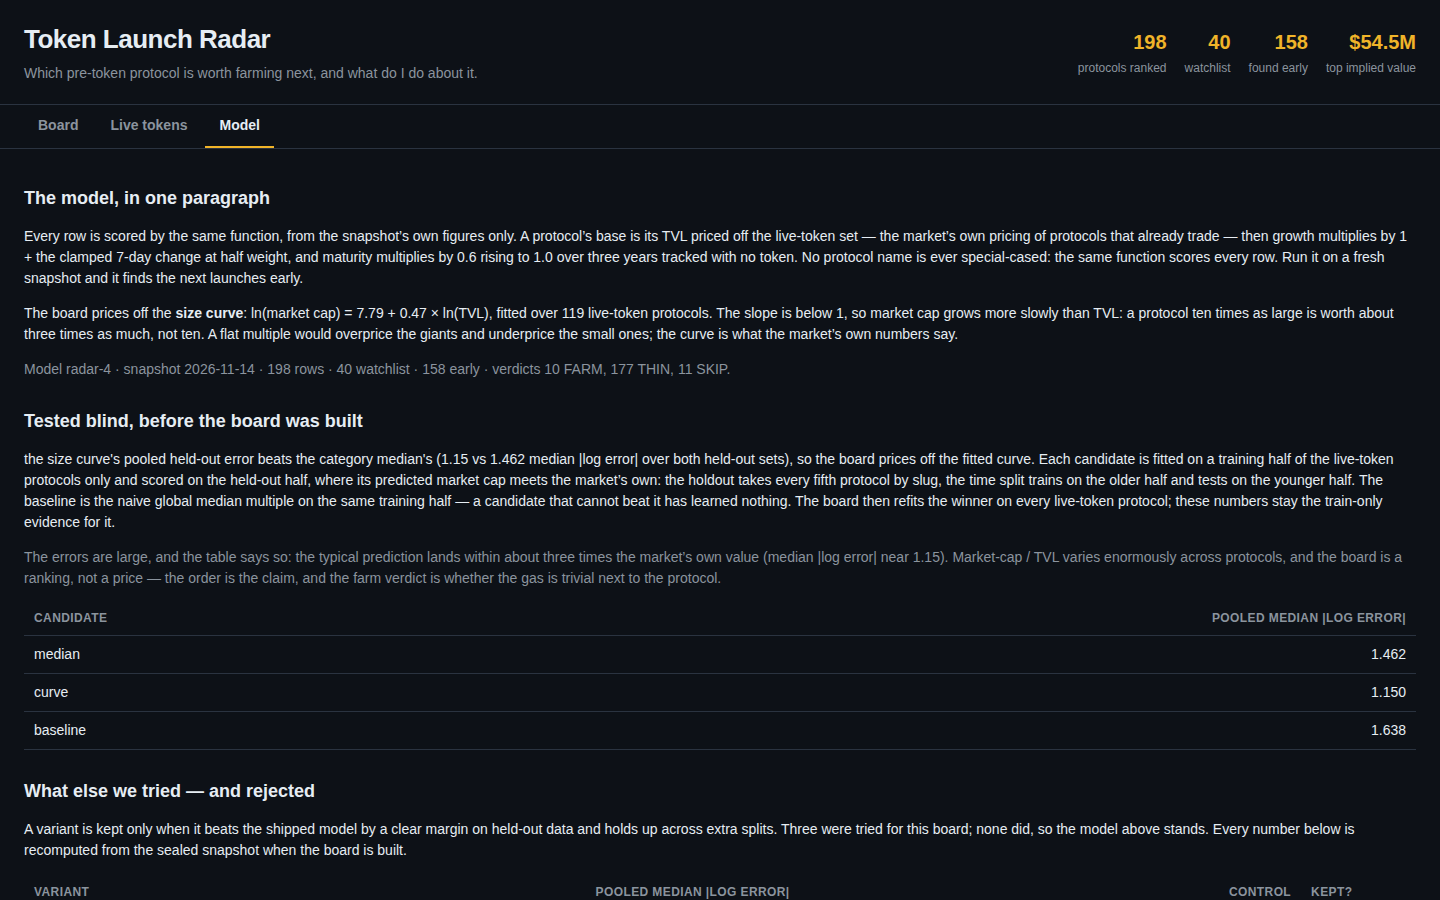 Token Launch Radar
Which pre-token protocol is worth farming next, and what do I do about it.
198
protocols ranked
40
watchlist
158
found early
$54.5M
top implied value
Board
Live tokens
Model
The model, in one paragraph
Every row is scored by the same function, from the snapshot’s own figures only. A protocol’s base is its TVL priced off the live-token set — the market’s own pricing of protocols that already trade — then growth multiplies by 1
+ the clamped 7-day change at half weight, and maturity multiplies by 0.6 rising to 1.0 over three years tracked with no token. No protocol name is ever special-cased: the same function scores every row. Run it on a fresh
snapshot and it finds the next launches early.
The board prices off the size curve: ln(market cap) = 7.79 + 0.47 × ln(TVL), fitted over 119 live-token protocols. The slope is below 1, so market cap grows more slowly than TVL: a protocol ten times as large is worth about
three times as much, not ten. A flat multiple would overprice the giants and underprice the small ones; the curve is what the market’s own numbers say.
Model radar-4 · snapshot 2026-11-14 · 198 rows · 40 watchlist · 158 early · verdicts 10 FARM, 177 THIN, 11 SKIP.
Tested blind, before the board was built
the size curve's pooled held-out error beats the category median's (1.15 vs 1.462 median |log error| over both held-out sets), so the board prices off the fitted curve. Each candidate is fitted on a training half of the live-token
protocols only and scored on the held-out half, where its predicted market cap meets the market’s own: the holdout takes every fifth protocol by slug, the time split trains on the older half and tests on the younger half. The
baseline is the naive global median multiple on the same training half — a candidate that cannot beat it has learned nothing. The board then refits the winner on every live-token protocol; these numbers stay the train-only
evidence for it.
The errors are large, and the table says so: the typical prediction lands within about three times the market’s own value (median |log error| near 1.15). Market-cap / TVL varies enormously across protocols, and the board is a
ranking, not a price — the order is the claim, and the farm verdict is whether the gas is trivial next to the protocol.
CANDIDATE POOLED MEDIAN |LOG ERROR|
median 1.462
curve 1.150
baseline 1.638
What else we tried — and rejected
A variant is kept only when it beats the shipped model by a clear margin on held-out data and holds up across extra splits. Three were tried for this board; none did, so the model above stands. Every number below is
recomputed from the sealed snapshot when the board is built.
VARIANT POOLED MEDIAN |LOG ERROR| CONTROL KEPT?